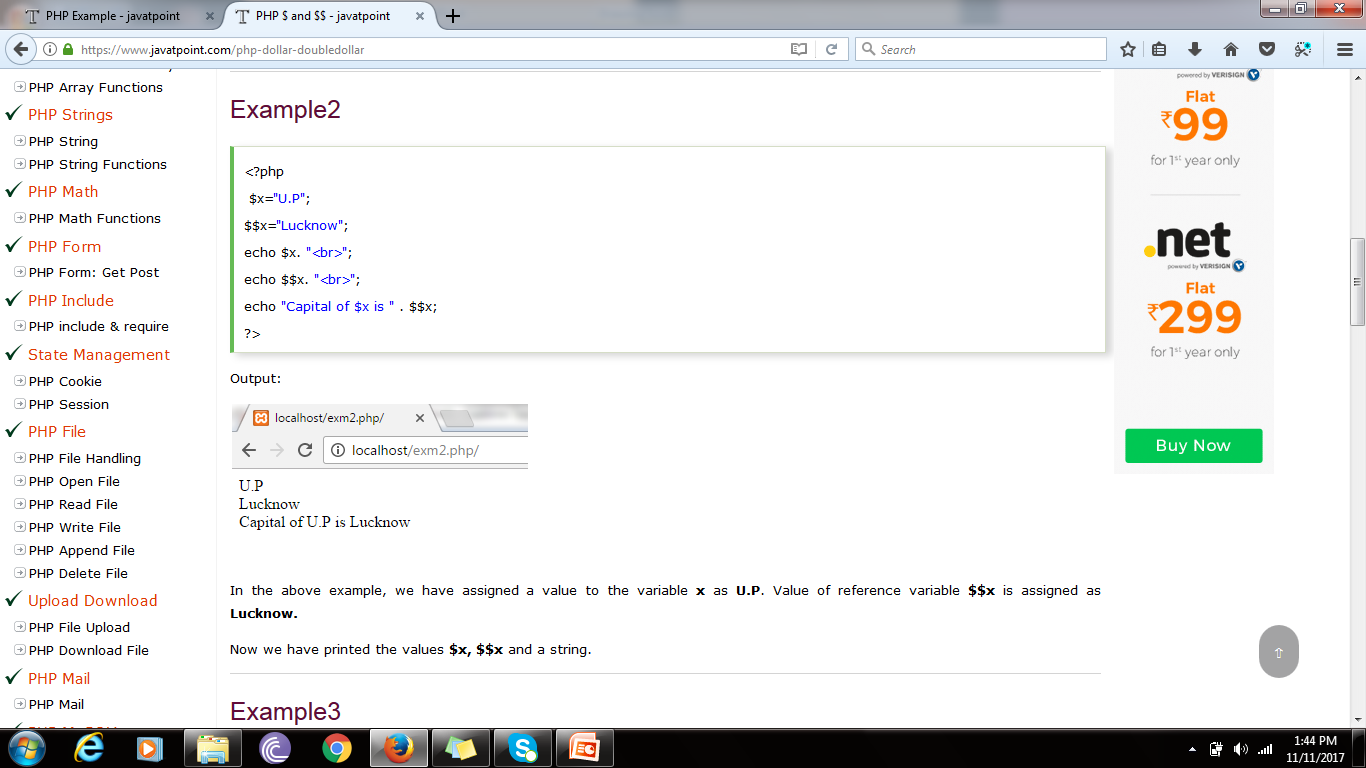 PHP Example - javatpoint
PHP $ and $$ - javatpoint
https://www.javatpoint.com/php-dollar-doubledollar
Search
PHP Array Functions
PHP Strings
PHP String
PHP String Functions
PHP Math
PHP Math Functions
PHP Form
PHP Form: Get Post
PHP Include
PHP include & require
State Management
PHP Cookie
PHP Session
PHP File
PHP File Handling
PHP Open File
PHP Read File
PHP Write File
PHP Append File
PHP Delete File
Upload Download
PHP File Upload
PHP Download File
PHP Mail
PHP Mail
Example2
<?php
$x="U.P";
$$x="Lucknow";
echo $x. "<br>";
echo $$x. "<br>";
echo "Capital of $x is " . $$x;
?>
Output:
localhost/exm2.php/
localhost/exm2.php/
U.P
Lucknow
Capital of U.P is Lucknow
In the above example, we have assigned a value to the variable x as U.P. Value of reference variable $$x is assigned as
Lucknow.
Now we have printed the values $x, $$x and a string.
Example3
powered by VERISIGN
Flat
₹99
for 1st year only
.net
powered by VERISIGN
Flat
₹299
for 1st year only
Buy Now
1:44 PM
11/11/2017